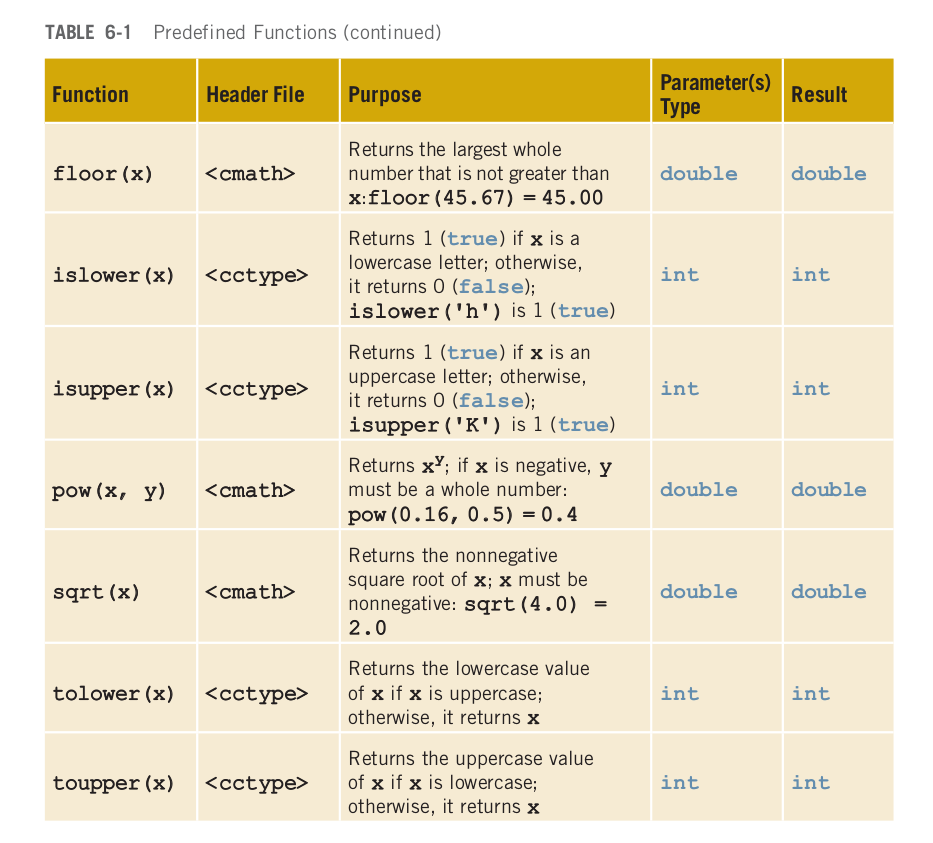 TABLE 6-1 Predefined Functions (continued)
Function Header File Purpose Parameter(s) Type Result
floor(x) <cmath> Returns the largest whole
number that is not greater than
x:floor(45.67) = 45.00 double double
islower(x) <cctype> Returns 1 (true) if x is a
lowercase letter; otherwise,
it returns 0 (false);
islower('h') is 1 (true) int int
isupper(x) <cctype> Returns 1 (true) if x is an
uppercase letter; otherwise,
it returns 0 (false);
isupper('K') is 1 (true) int int
pow(x, y) <cmath> Returns xʸ; if x is negative, y
must be a whole number:
pow(0.16, 0.5) = 0.4 double double
sqrt(x) <cmath> Returns the nonnegative
square root of x; x must be
nonnegative: sqrt(4.0) =
2.0 double double
tolower(x) <cctype> Returns the lowercase value
of x if x is uppercase;
otherwise, it returns x int int
toupper(x) <cctype> Returns the uppercase value
of x if x is lowercase;
otherwise, it returns x int int